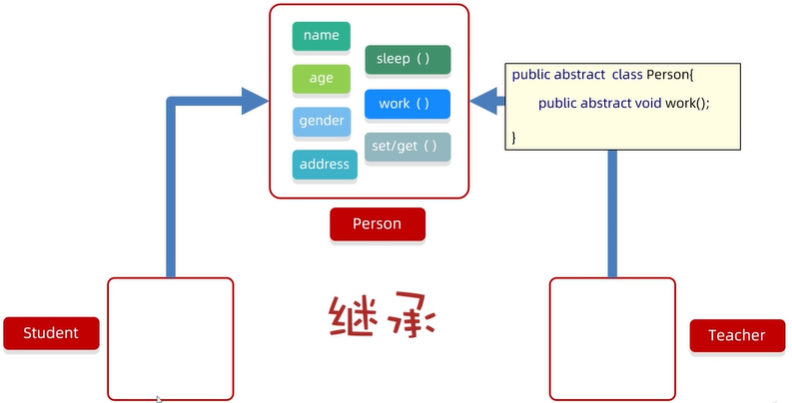 name
age
gender
address
sleep（）
work（）
set/get（）
Person
public abstract class Person{
public abstract void work();
}
Student
继承
Teacher